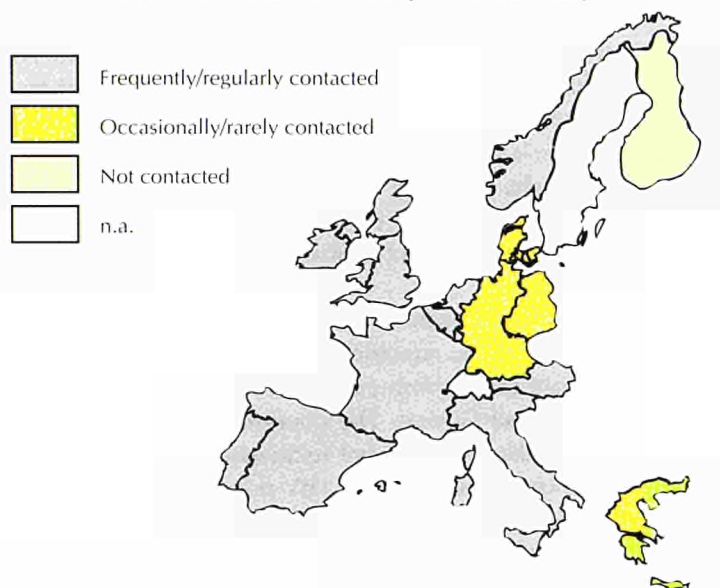 Frequently/regularly contacted
Occasionally/rarely contacted
Not contacted
n.a.